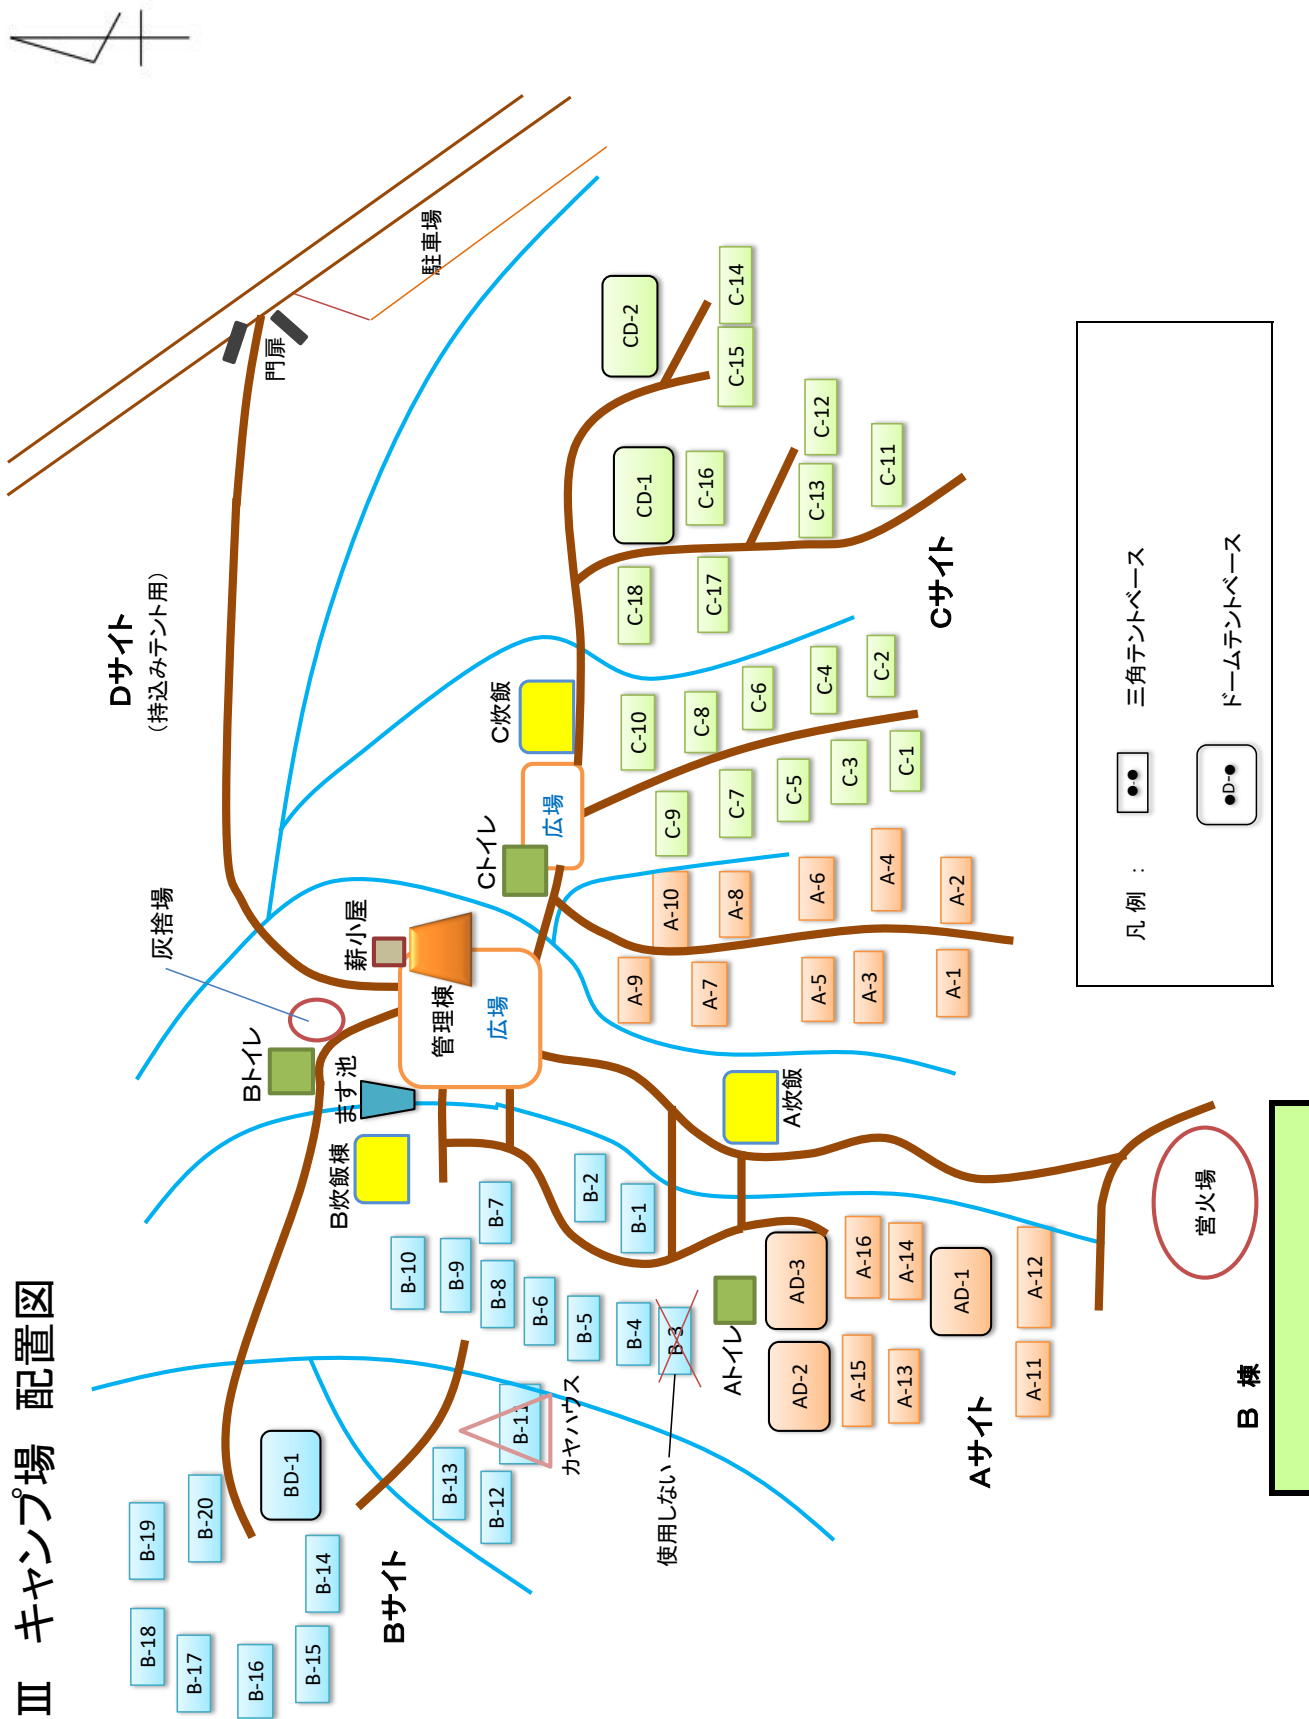 Ⅲ　キャンプ場　配置図
Dサイト
（持込みテント用）
門扉
駐車場
灰捨場
薪小屋
Bトイレ
ます池
管理棟
広場
B炊飯棟
Cトイレ
広場
C炊飯
CD-2
C-14
C-15
CD-1
C-16
C-12
C-13
C-11
C-18
C-17
Cサイト
C-10
C-8
C-6
C-4
C-2
C-9
C-7
C-5
C-3
C-1
A-10
A-8
A-6
A-4
A-2
A-9
A-7
A-5
A-3
A-1
A炊飯
B-2
B-1
B-7
B-10
B-9
B-8
B-6
B-5
B-4
B-3
使用しない
Aトイレ
AD-3
AD-2
A-16
A-14
A-15
A-13
AD-1
A-12
A-11
Aサイト
営火場
B　棟
B-11
カヤハウス
B-13
B-12
BD-1
B-20
B-19
B-18
B-17
B-16
B-15
B-14
Bサイト
凡例　：
●-●
三角テントベース
●D-●
ドームテントベース